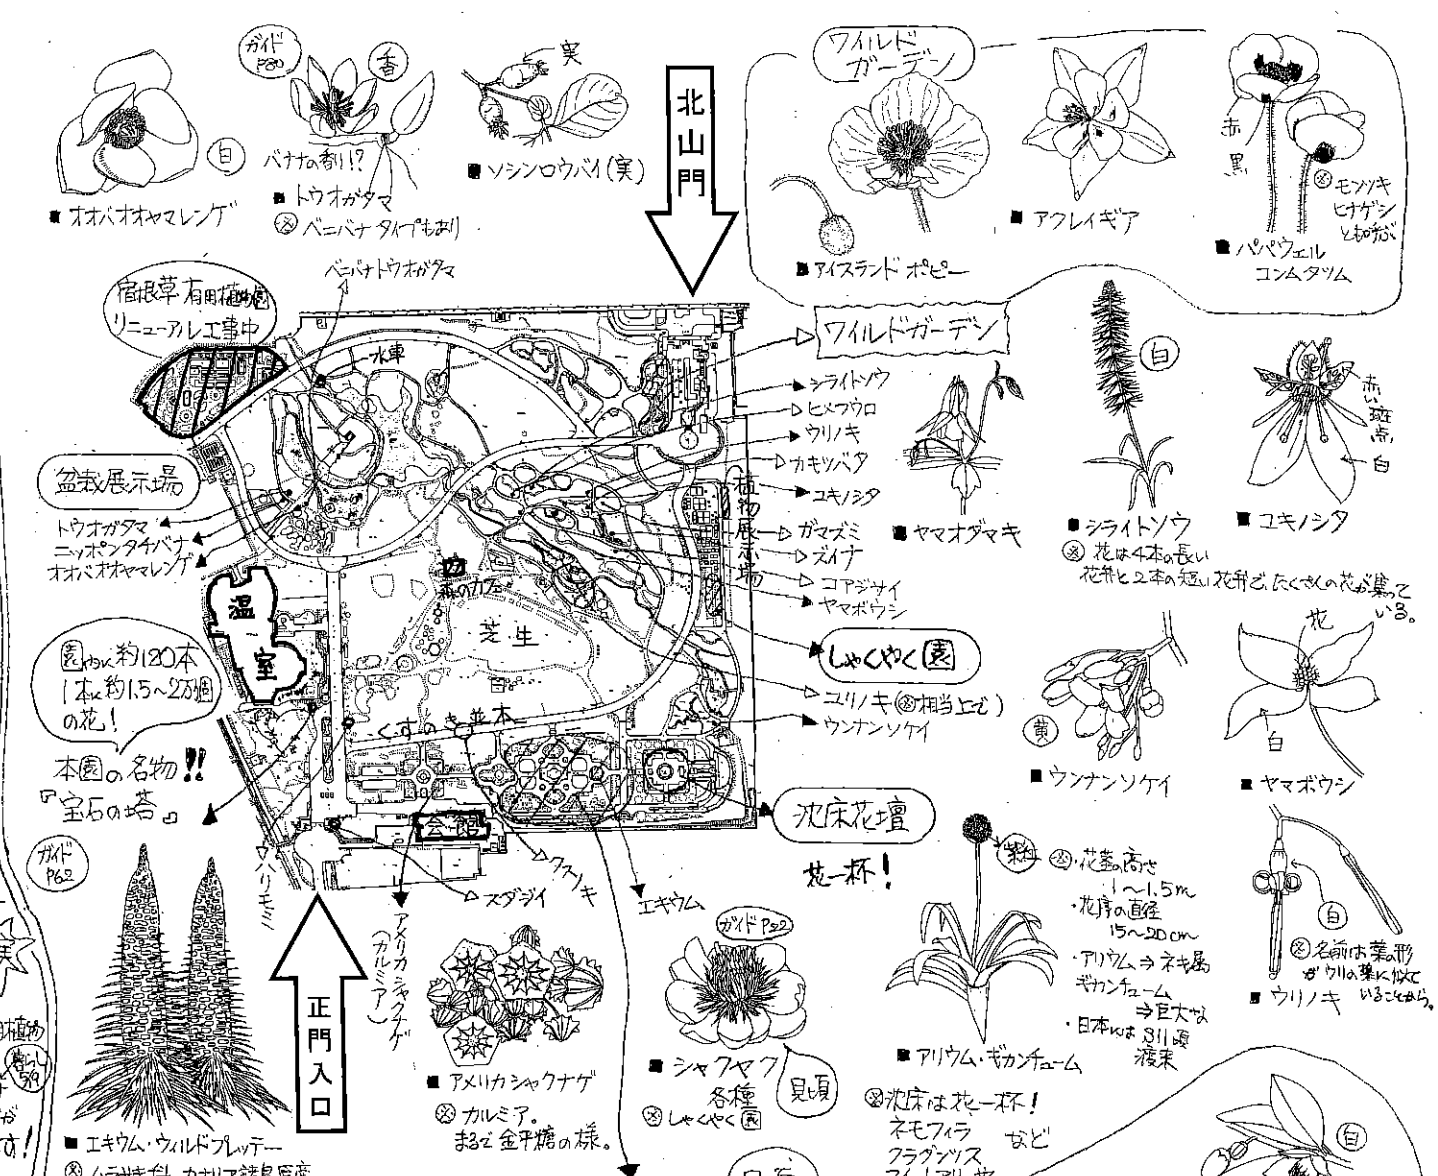 ガイド
P80
香
白
バナナの香り!?
■オオバオオヤマレンゲ
■トウオガタマ
※ベニバナタイプもあり
実
■ソシンロウバイ(実)
北山門
ワイルド
ガーデン
■アイスランドポピー
■アクレイギア
赤
黒
※モンツキ
ヒナゲシ
とも呼ぶ
■パパウェル
コンムタツム
ベニバナトウオガタマ
宿根草・有用植物園
リニューアル工事中
水車
ワイルドガーデン
シライトソウ
ヒメフウロ
ウリノキ
カキツバタ
ユキノシタ
ガマズミ
ズイナ
コアジサイ
ヤマボウシ
植物展示場
■ヤマオダマキ
白
■シライトソウ
※花は4本の長い
花弁と2本の短い花弁で、たくさんの花が集って
いる。
赤い斑点
白
■ユキノシタ
盆栽展示場
トウオガタマ
ニッポンタチバナ
オオバオオヤマレンゲ
温室
森のカフェ
芝生
しゃくやく園
ユリノキ(※相当上で)
ウンナンソケイ
くすのき並木
園内に約120本
1本に約1.5〜2万個
の花!
本園の名物!!
『宝石の塔』
黄
■ウンナンソケイ
花
白
■ヤマボウシ
沈床花壇
花一杯!
会館
クスノキ
スダジイ
エキウム
ウバリモミ
アメリカシャクナゲ
(カルミア)
正門入口
ガイド
P62
■エキウム・ウィルドプレッテー
■アメリカシャクナゲ
※カルミア。
まるで金平糖の様。
ガイドP22
■シャクヤク
各種
※しゃくやく園
見頃
紫
※・花茎の高さ
1〜1.5m
・花序の直径
15〜20cm
・アリウム⇒ネギ属
ギガンチューム
⇒巨大な
・日本には
渡来
■アリウム・ギガンチューム
※沈床は花一杯!
ネモフィラ
フラグンツス
など
白
※名前は葉の形
がウリの葉に似て
いることから。
■ウリノキ
白